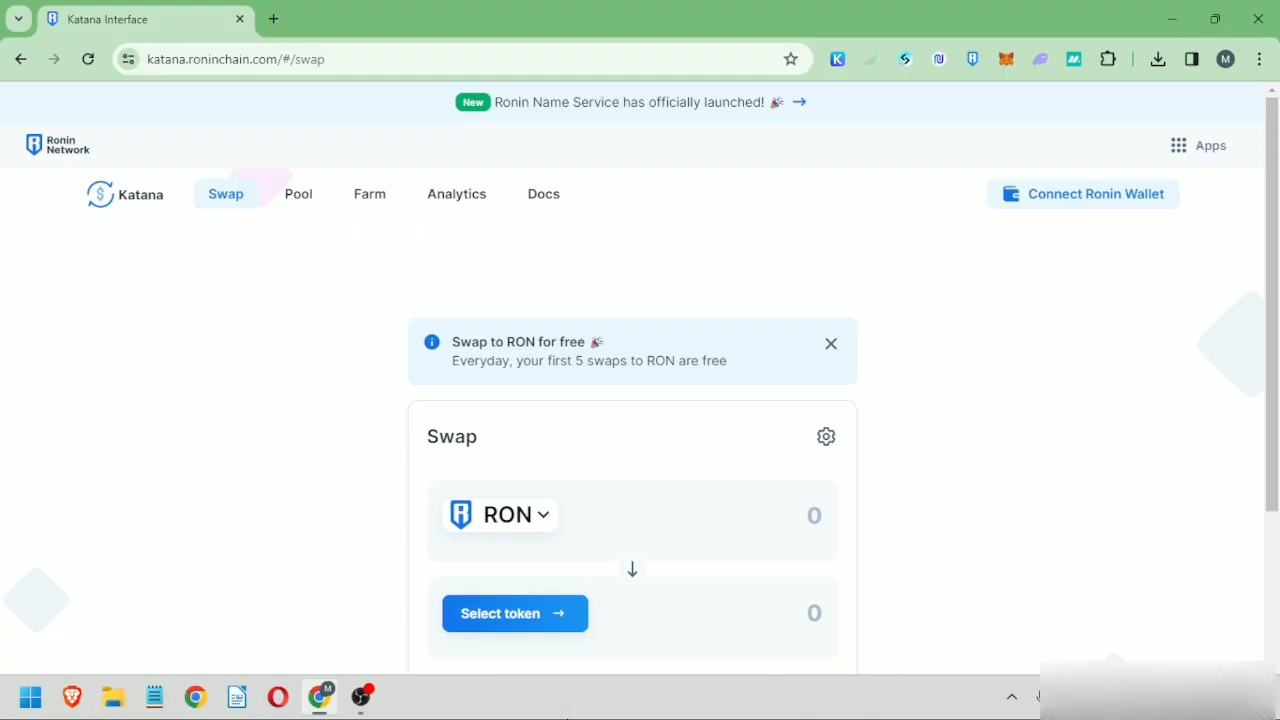 Katana Interface
katana.roninchain.com/#/swap
M
New Ronin Name Service has officially launched!
Ronin
Network
Apps
Katana
Swap
Pool
Farm
Analytics
Docs
Connect Ronin Wallet
Swap to RON for free
Everyday, your first 5 swaps to RON are free
Swap
RON
0
Select token
0
M